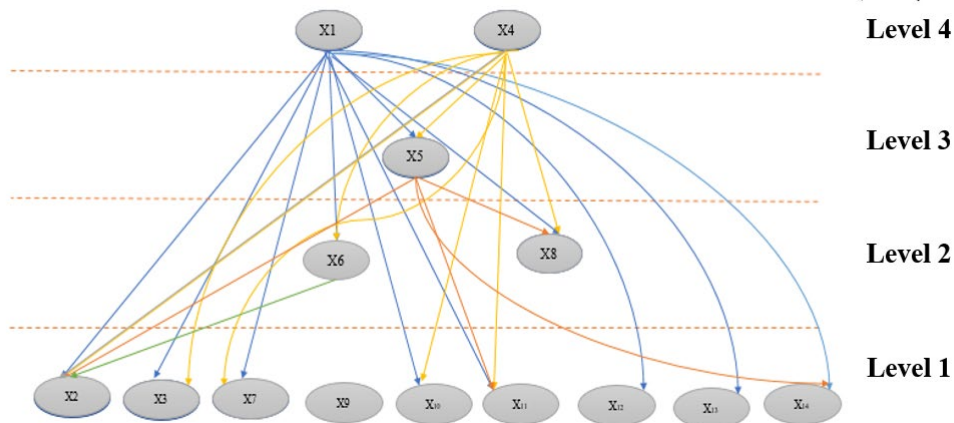 X1 X4 Level 4
X5 Level 3
X6 X8 Level 2
X2 X3 X7 X9 X10 X11 X12 X13 X14 Level 1